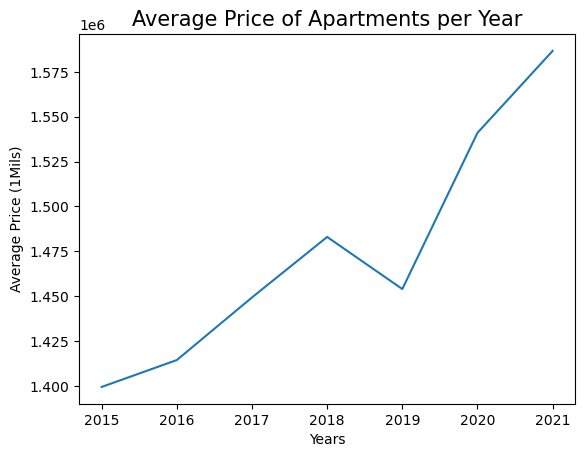 Average Price of Apartments per Year
1e6
1.575
1.550
1.525
1.500
1.475
1.450
1.425
1.400
Average Price (1Mils)
2015 2016 2017 2018 2019 2020 2021
Years